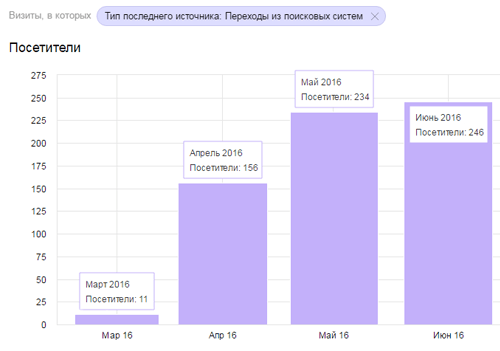 Визиты, в которых Тип последнего источника: Переходы из поисковых систем
Посетители
275
250
225
200
175
150
125
100
75
50
25
0
Март 2016
Посетители: 11
Апрель 2016
Посетители: 156
Май 2016
Посетители: 234
Июнь 2016
Посетители: 246
Мар 16
Апр 16
Май 16
Июн 16